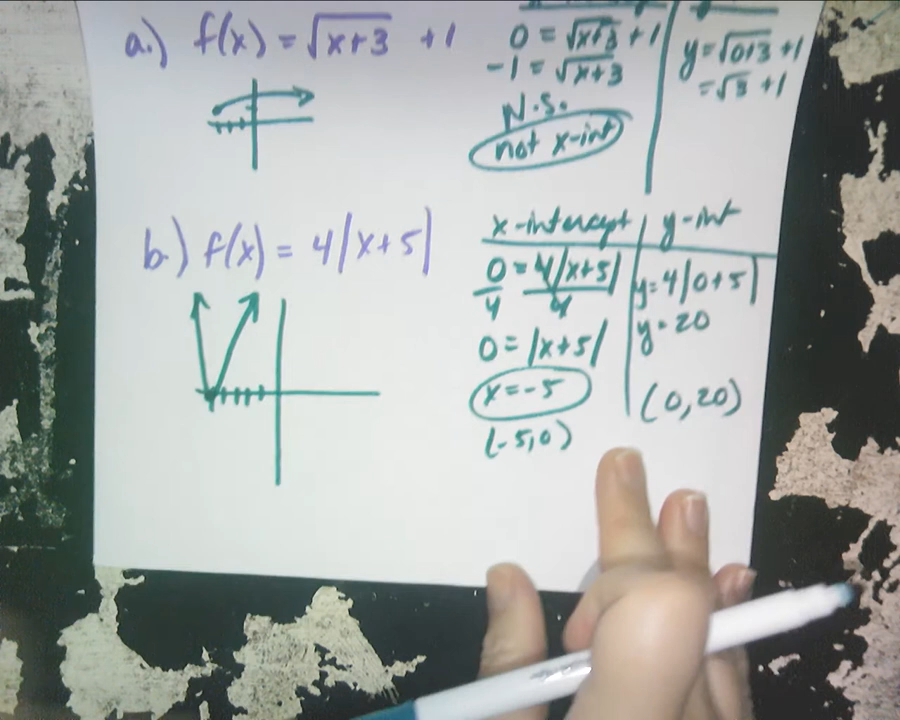 a.) f(x) = √x+3 +1
0 = √x+3 +1
-1 = √x+3
N.S.
not x-int
y = √0+3 +1
= √3 +1
b.) f(x) = 4|x+5|
x-intercept
0 = 4|x+5|
4 4
0 = |x+5|
x = -5
(-5,0)
y-int
y = 4|0+5|
y = 20
(0,20)